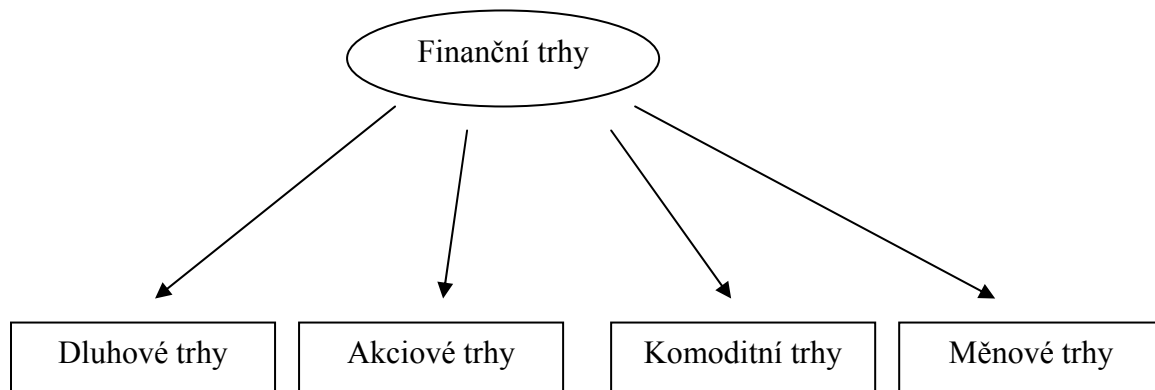 Finanční trhy
Dluhové trhy
Akciové trhy
Komoditní trhy
Měnové trhy